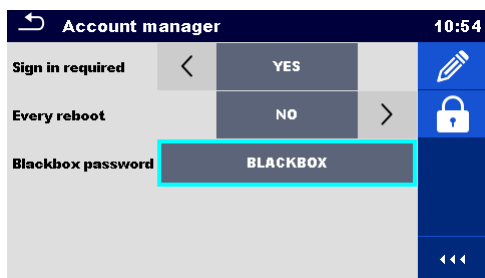 Account manager 10:54
Sign in required YES
Every reboot NO
Blackbox password BLACKBOX